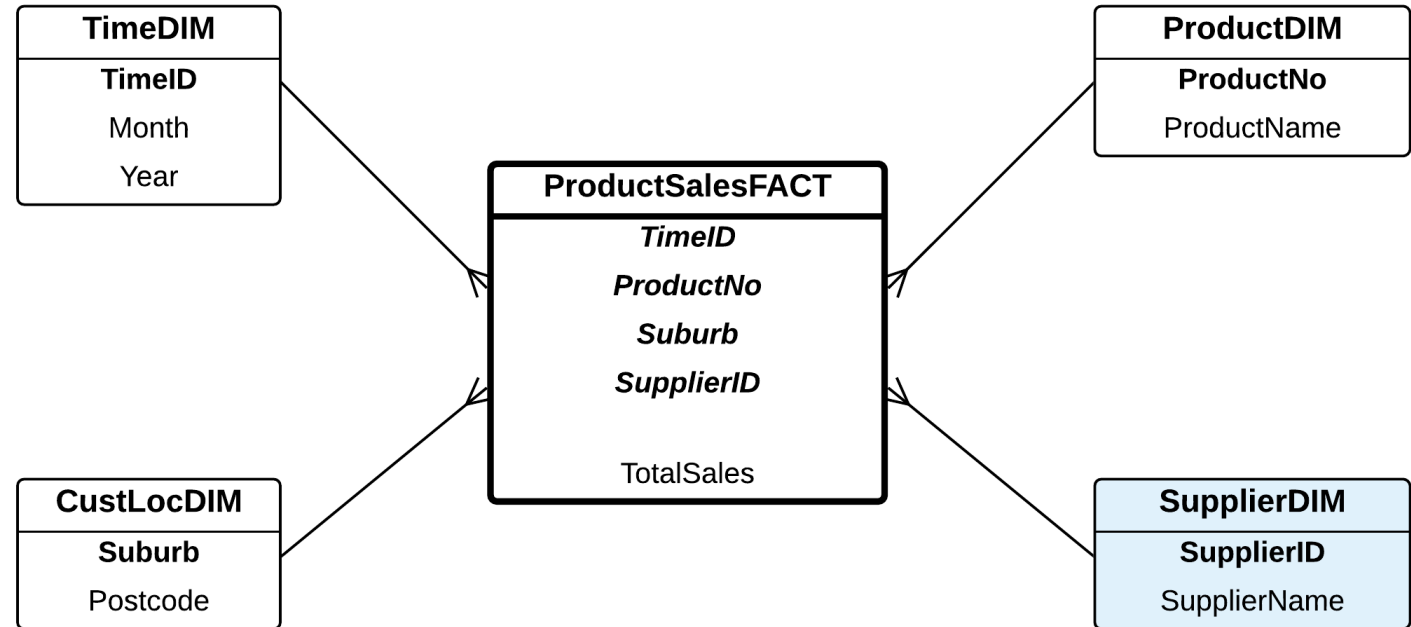 TimeDIM
TimeID
Month
Year
ProductDIM
ProductNo
ProductName
ProductSalesFACT
TimeID
ProductNo
Suburb
SupplierID
TotalSales
CustLocDIM
Suburb
Postcode
SupplierDIM
SupplierID
SupplierName